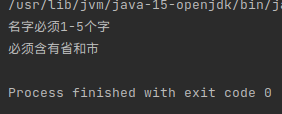 /usr/lib/jvm/java-15-openjdk/bin/ja
名字必须1-5个字
必须含有省和市
Process finished with exit code 0